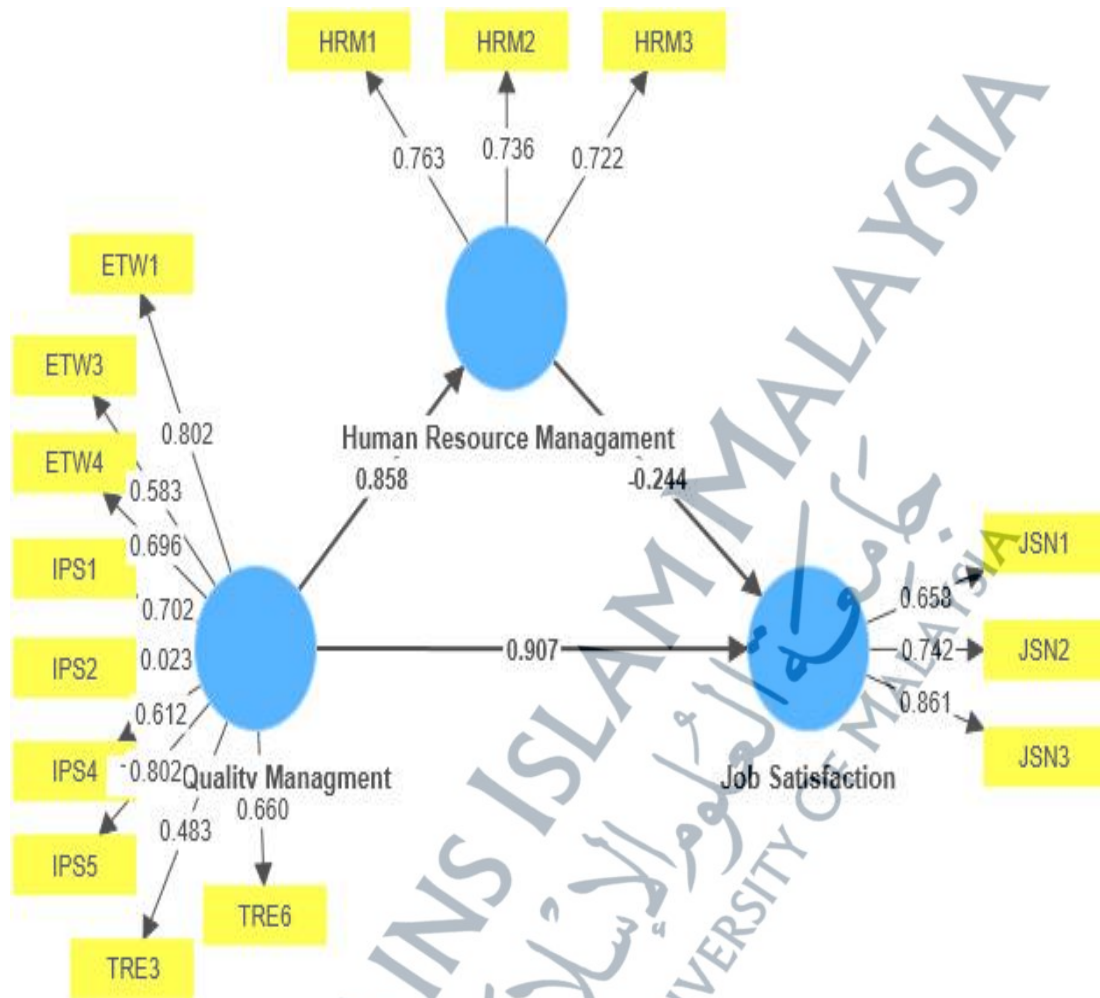 HRM1
HRM2
HRM3
0.763
0.736
0.722
ETW1
ETW3
ETW4
0.802
0.583
0.696
Human Resource Managament
0.858
-0.244
IPS1
0.702
IPS2
0.023
0.907
JSN1
0.658
JSN2
0.742
JSN3
0.861
IPS4
0.612
-0.802
Quality Managment
Job Satisfaction
IPS5
0.483
0.660
TRE6
TRE3
INS ISLAM MALAYSIA
UNIVERSITY OF MALAYSIA